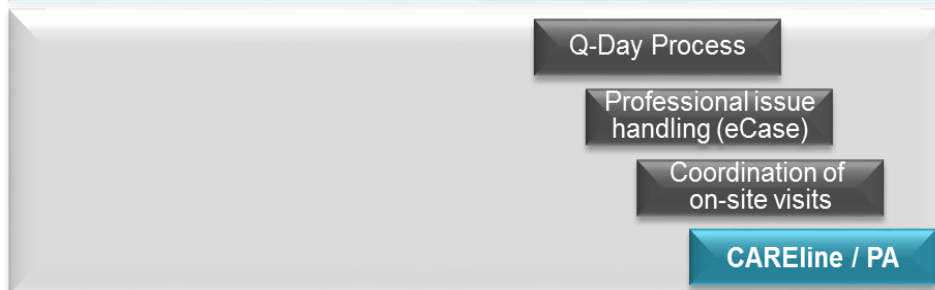 Q-Day Process
Professional issue
handling (eCase)
Coordination of
on-site visits
CAREline / PA